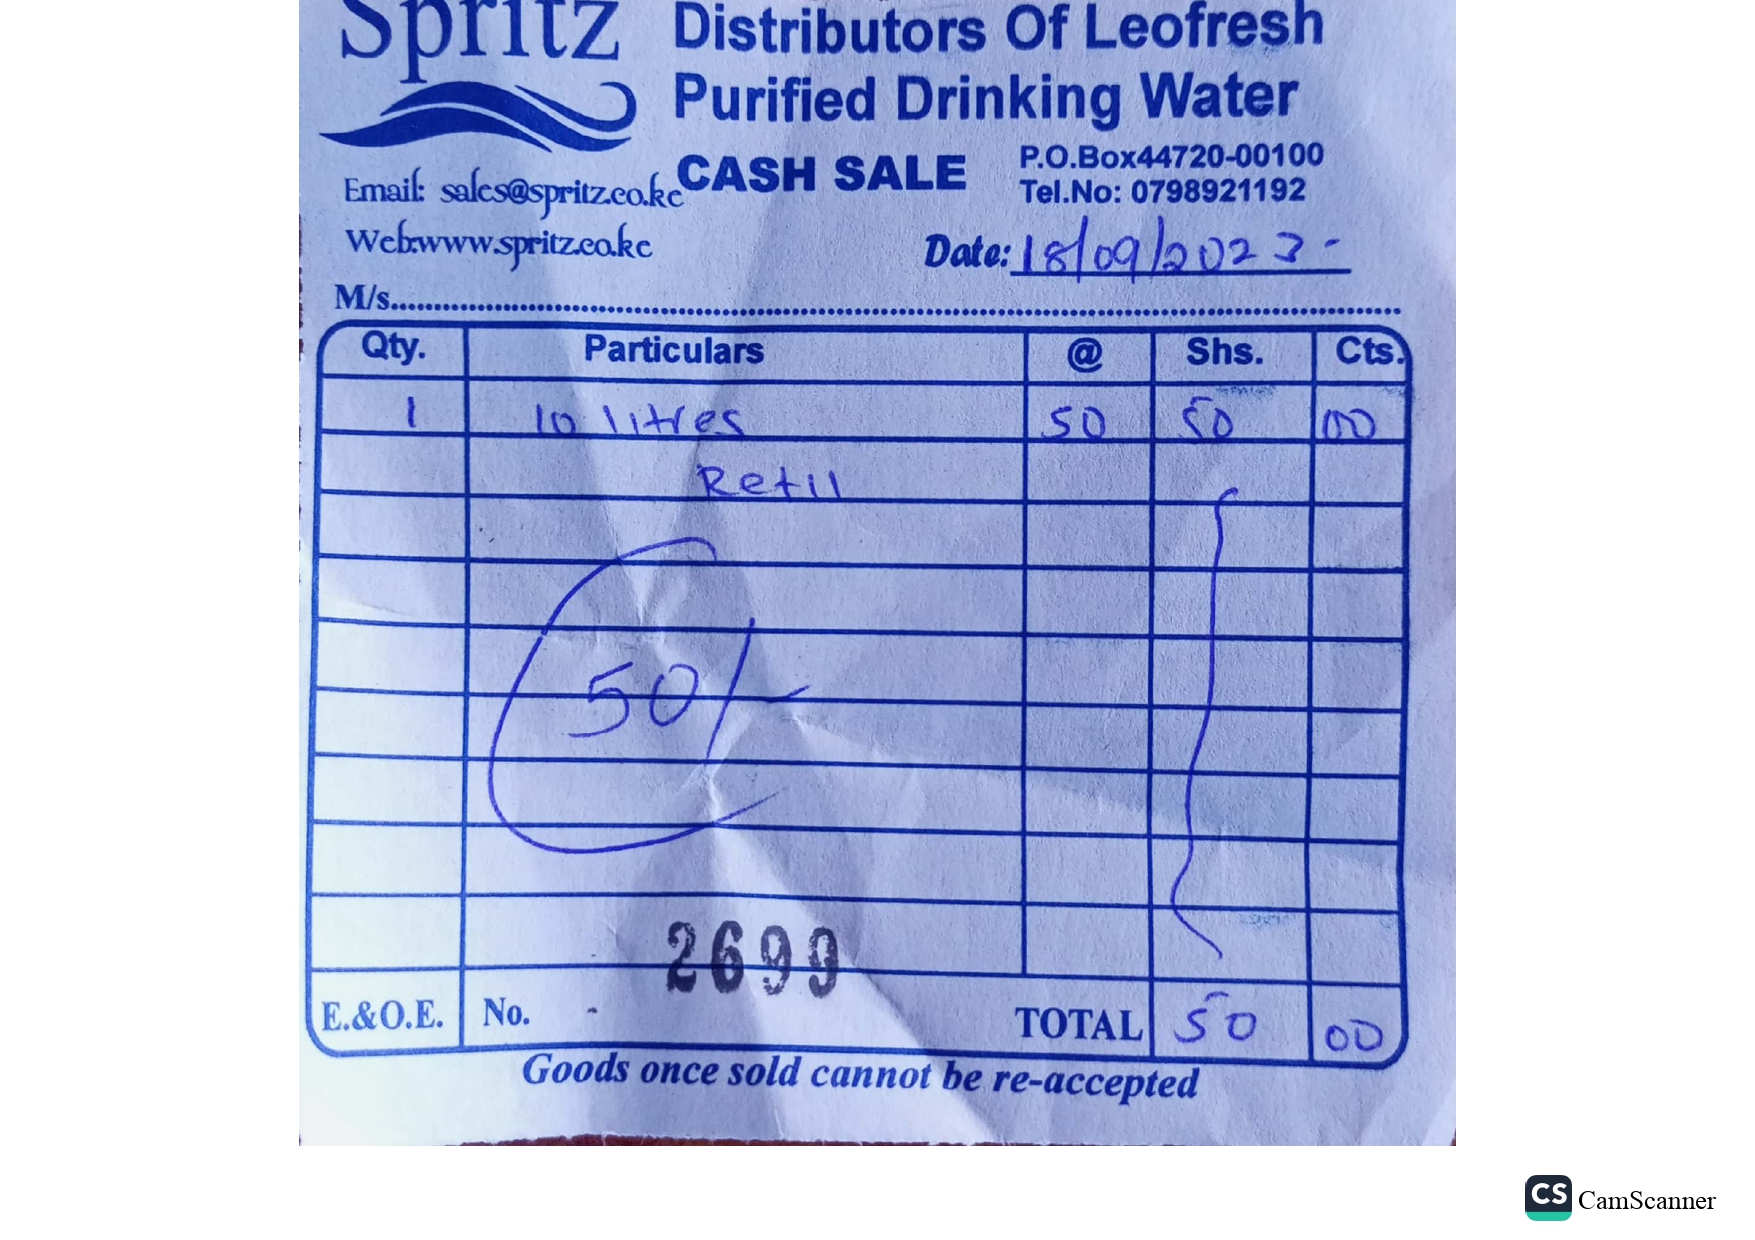 Spritz
Distributors Of Leofresh
Purified Drinking Water
CASH SALE
P.O.Box44720-00100
Tel.No: 0798921192
Email: sales@spritz.co.ke
Web:www.spritz.co.ke
Date: 18/09/2023-
M/s.
Qty. Particulars @ Shs. Cts.
1 10 litres 50 50 00
Refill
50/-
2699
E.&O.E. No. - TOTAL 50 00
Goods once sold cannot be re-accepted
CS CamScanner